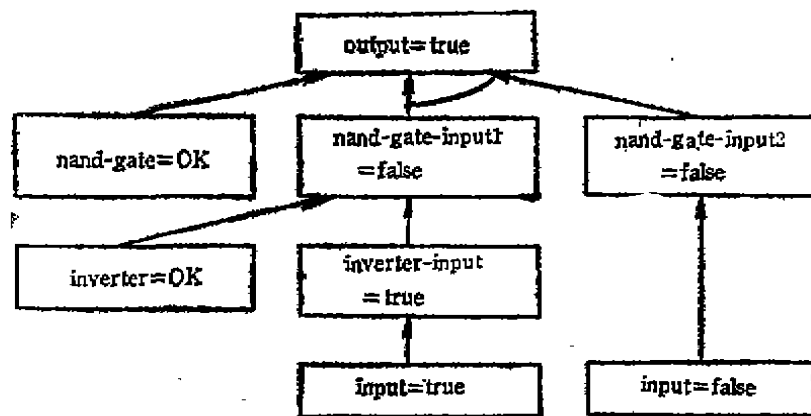 output=true
nand-gate=OK
nand-gate-input1
=false
nand-gate-input2
=false
inverter=OK
inverter-input
=true
input=true
input=false